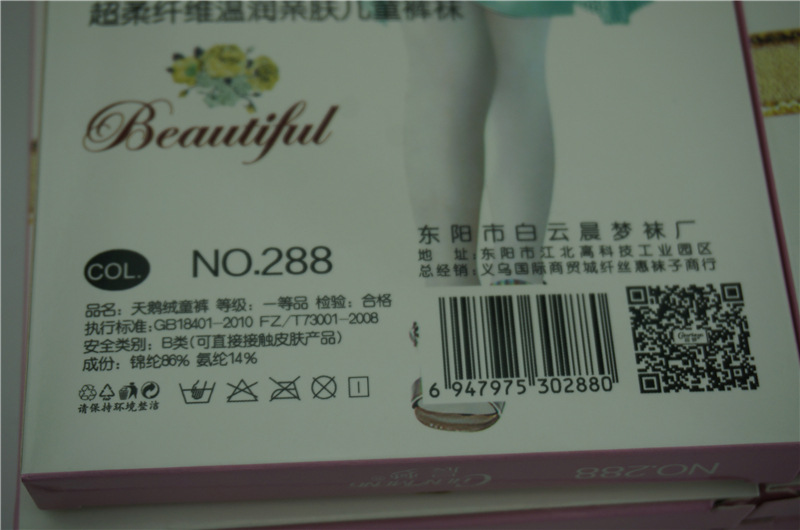 超柔纤维温润亲肤儿童裤袜
Beautiful
COL.
NO.288
品名：天鹅绒童裤 等级：一等品 检验：合格
执行标准：GB18401-2010 FZ/T73001-2008
安全类别：B类(可直接接触皮肤产品)
成份：锦纶86% 氨纶14%
请保持环境整洁
东阳市白云晨梦袜厂
地 址：东阳市江北高科技工业园区
总经销：义乌国际商贸城纤丝惠袜子商行
6 947975 302880
NO.288